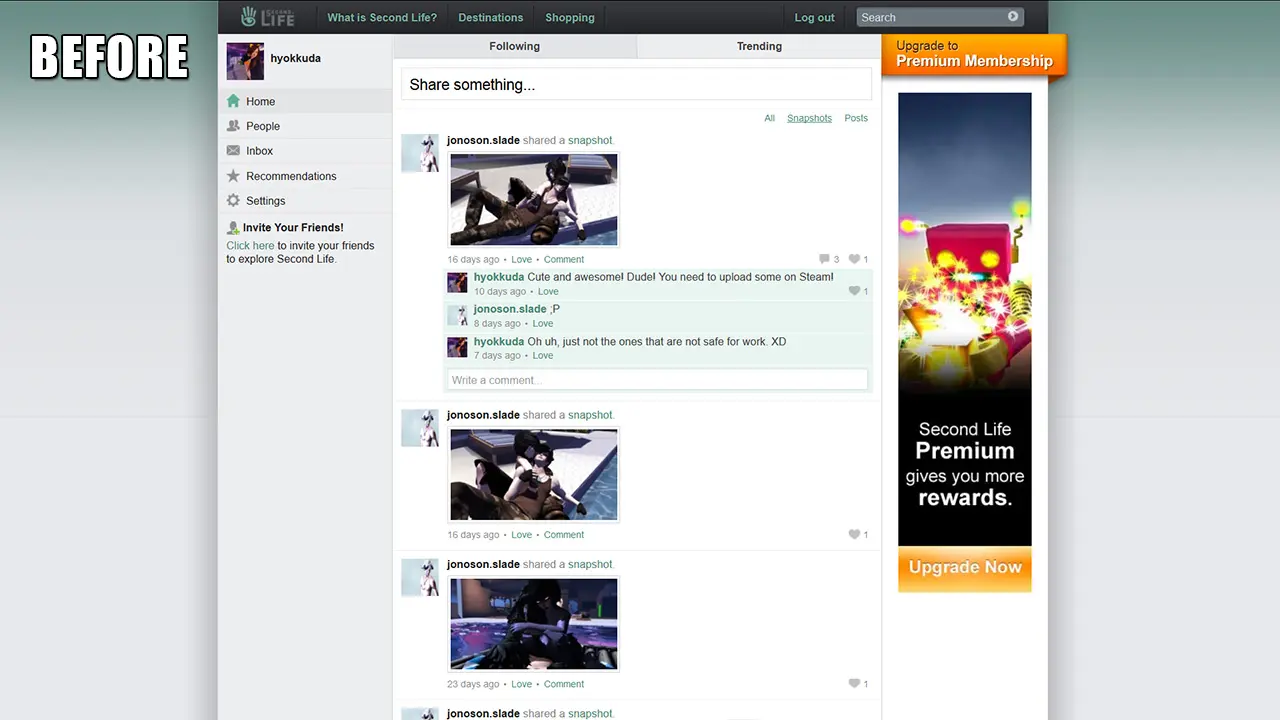 BEFORE
SECOND
LIFE
What is Second Life?
Destinations
Shopping
Log out
Search
hyokkuda
Home
People
Inbox
Recommendations
Settings
Invite Your Friends!
Click here to invite your friends
to explore Second Life.
Following
Trending
Share something...
All
Snapshots
Posts
jonoson.slade shared a snapshot.
16 days ago • Love • Comment
3
1
hyokkuda Cute and awesome! Dude! You need to upload some on Steam!
10 days ago • Love
1
jonoson.slade ;P
8 days ago • Love
hyokkuda Oh uh, just not the ones that are not safe for work. XD
7 days ago • Love
Write a comment...
jonoson.slade shared a snapshot.
16 days ago • Love • Comment
1
jonoson.slade shared a snapshot.
23 days ago • Love • Comment
1
jonoson.slade shared a snapshot.
Upgrade to
Premium Membership
Second Life
Premium
gives you more
rewards.
Upgrade Now